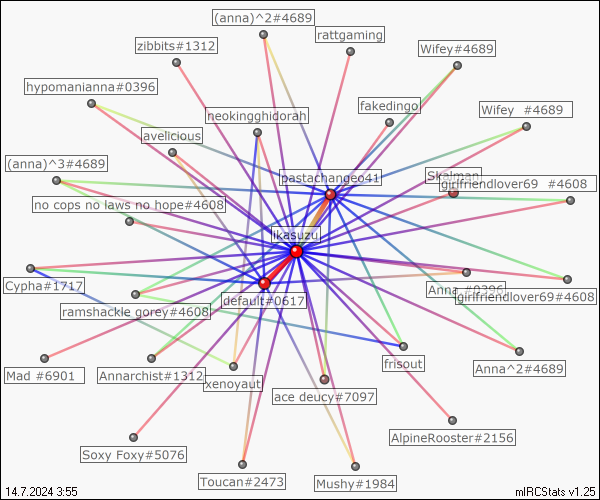 (anna)^2#4689
rattgaming
zibbits#1312
Wifey#4689
hypomanianna#0396
fakedingo
neokingghidorah
Wifey  #4689
avelicious
(anna)^3#4689
pastachangeo41
Skelman
girlfriendlover69  #4608
no cops no laws no hope#4608
ikasuzu
Cypha#1717
Anna  #0396
girlfriendlover69#4608
ramshackle gorey#4608
default#0617
frisout
Mad #6901
Annarchist#1312
xenoyaut
Anna^2#4689
ace deucy#7097
AlpineRooster#2156
Soxy Foxy#5076
Toucan#2473
Mushy#1984
14.7.2024 3:55
mIRCStats v1.25